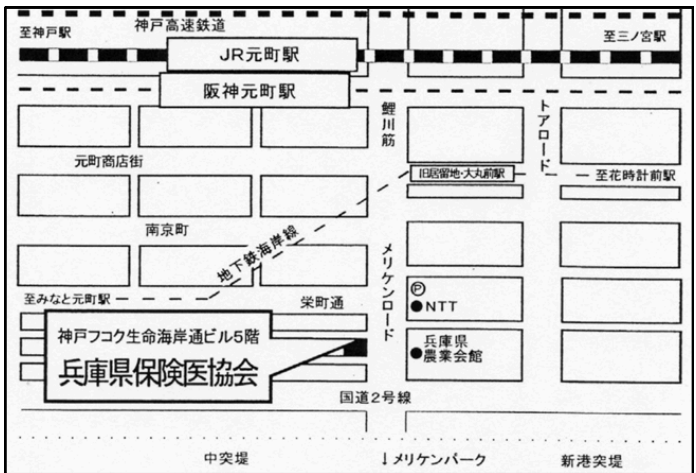 神戸高速鉄道
至神戸駅
至三ノ宮駅
JR元町駅
阪神元町駅
鯉川筋
トアロード
元町商店街
旧居留地・大丸前駅
至花時計前駅
南京町
地下鉄海岸線
メリケンロード
至みなと元町駅
栄町通
P
●NTT
神戸フコク生命海岸通ビル5階
兵庫県保険医協会
●兵庫県
農業会館
国道2号線
中突堤
↓メリケンパーク
新港突堤